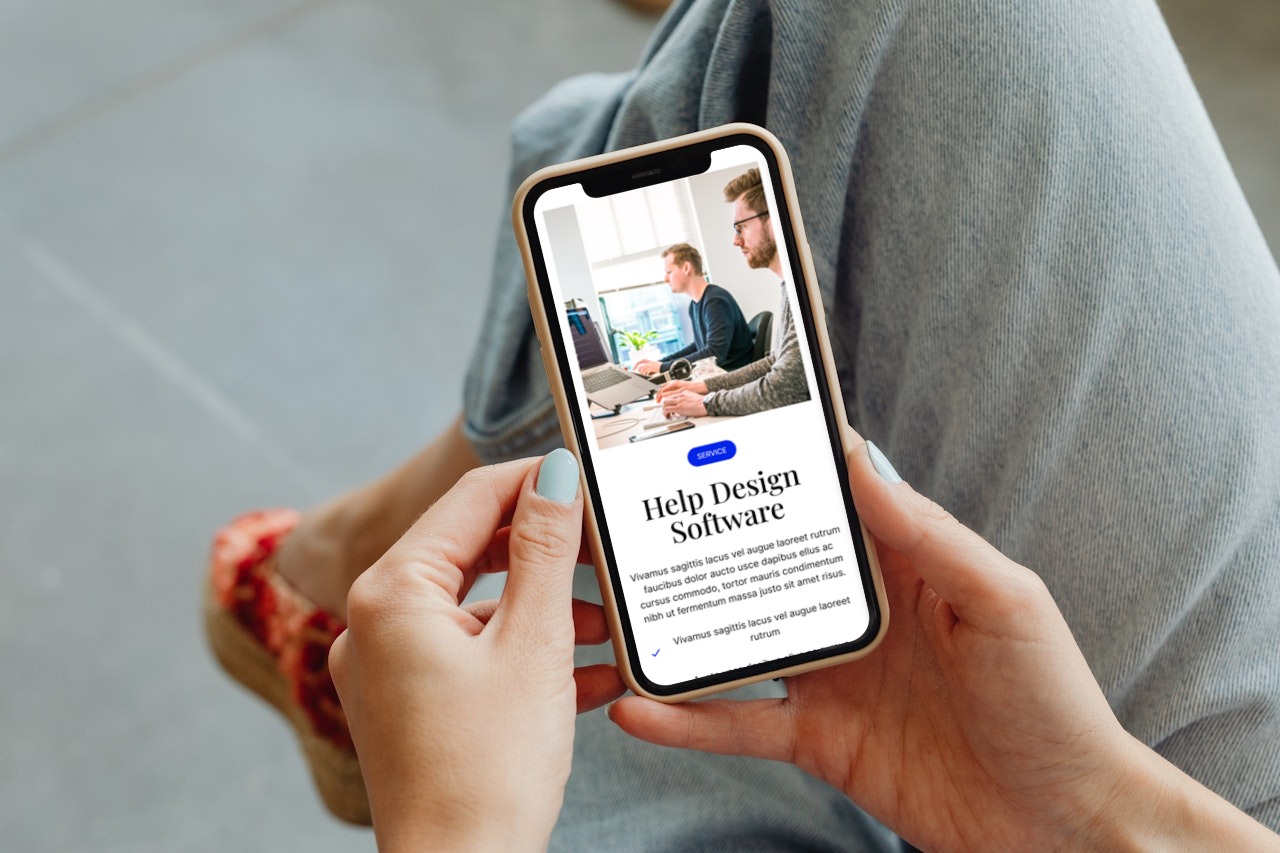 SERVICE
Help Design
Software
Vivamus sagittis lacus vel augue laoreet rutrum
faucibus dolor aucto usce dapibus ellus ac
cursus commodo, tortor mauris condimentum
nibh ut fermentum massa justo sit amet risus.
Vivamus sagittis lacus vel augue laoreet
rutrum